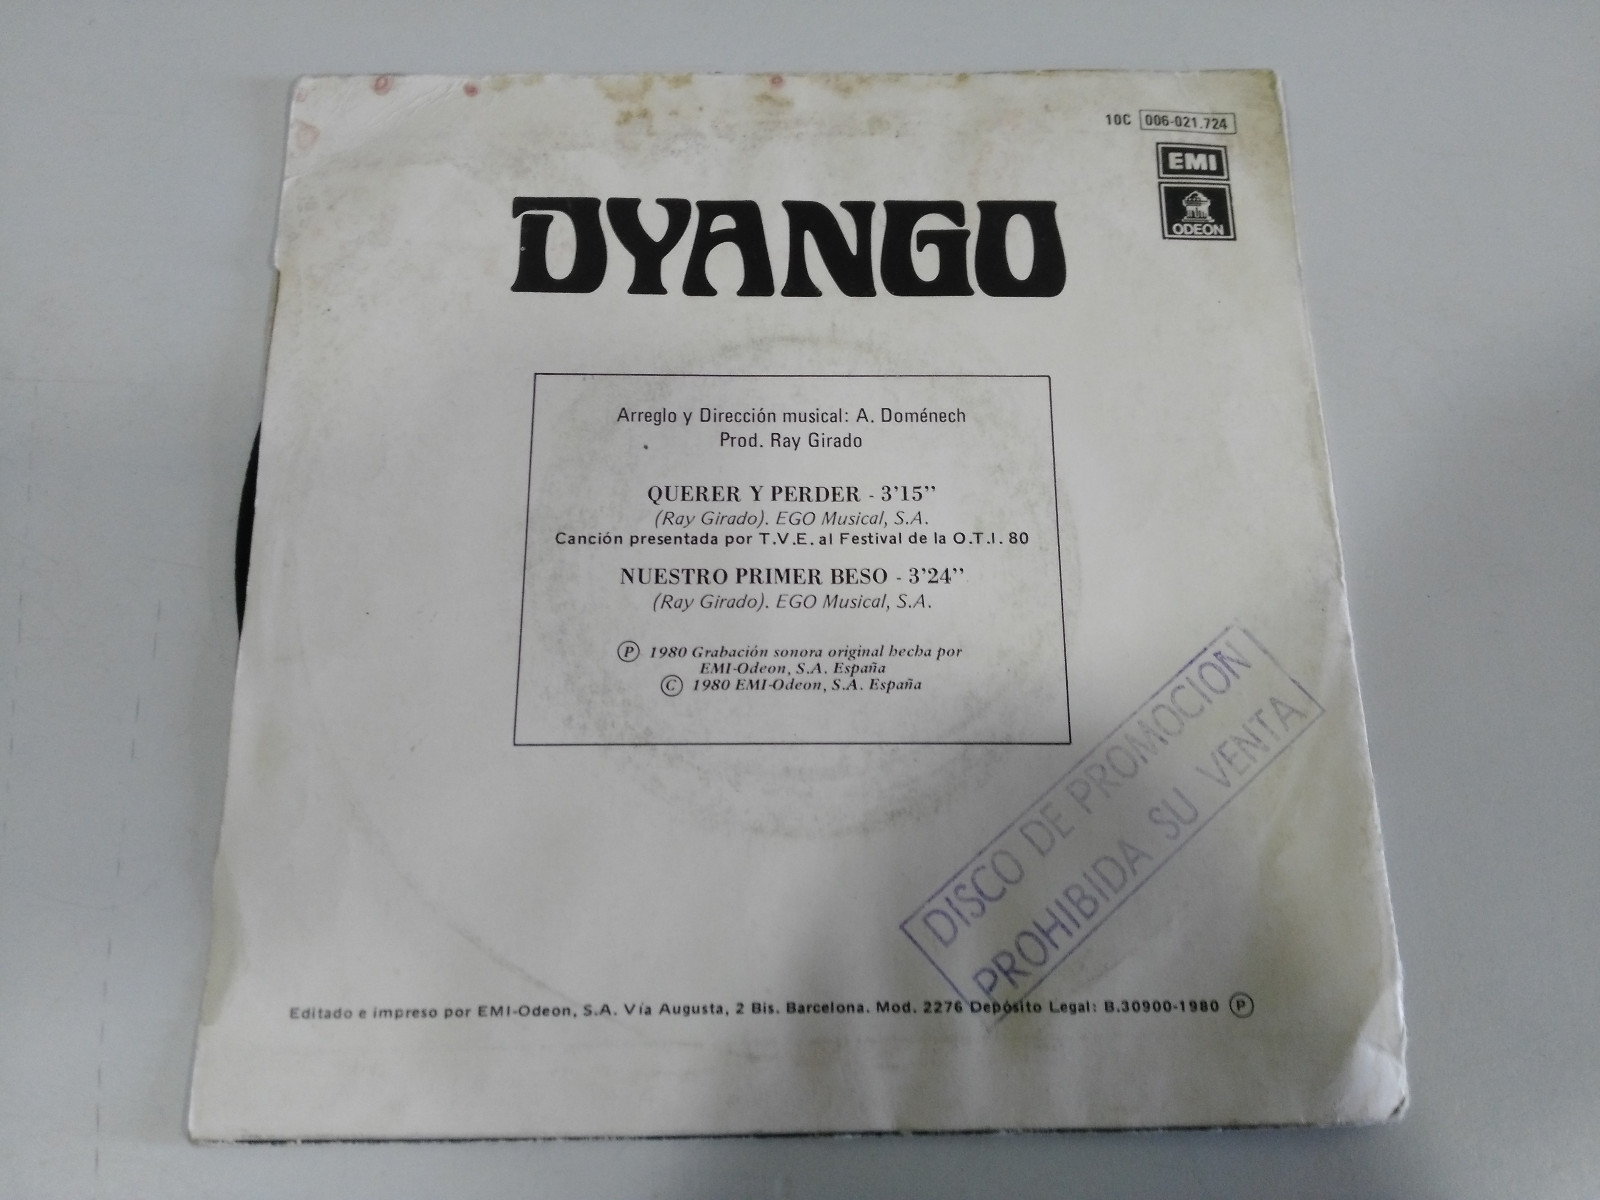 10C 006-021.724
EMI
ODEON
DYANGO
Arreglo y Dirección musical: A. Doménech
Prod. Ray Girado
QUERER Y PERDER - 3'15''
(Ray Girado). EGO Musical, S.A.
Canción presentada por T.V.E. al Festival de la O.T.I. 80
NUESTRO PRIMER BESO - 3'24''
(Ray Girado). EGO Musical, S.A.
Ⓟ 1980 Grabación sonora original hecha por
EMI-Odeon, S.A. España
© 1980 EMI-Odeon, S.A. España
DISCO DE PROMOCION
PROHIBIDA SU VENTA
Editado e impreso por EMI-Odeon, S.A. Vía Augusta, 2 Bis. Barcelona. Mod. 2276 Depósito Legal: B.30900-1980 Ⓟ